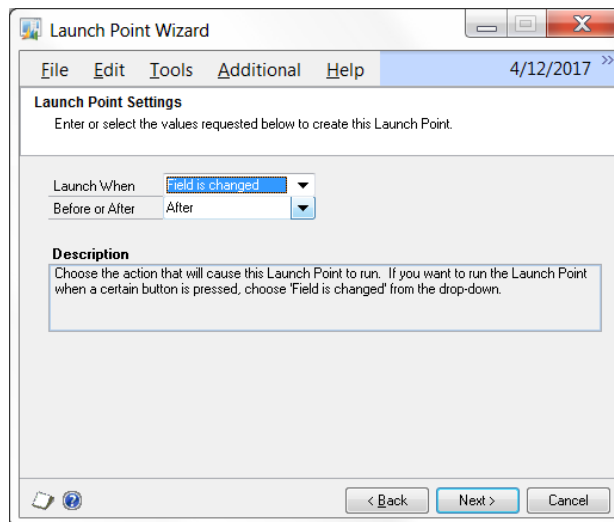 Launch Point Wizard
File Edit Tools Additional Help 4/12/2017 »
Launch Point Settings
Enter or select the values requested below to create this Launch Point.
Launch When Field is changed
Before or After After
Description
Choose the action that will cause this Launch Point to run. If you want to run the Launch Point
when a certain button is pressed, choose 'Field is changed' from the drop-down.
< Back Next > Cancel